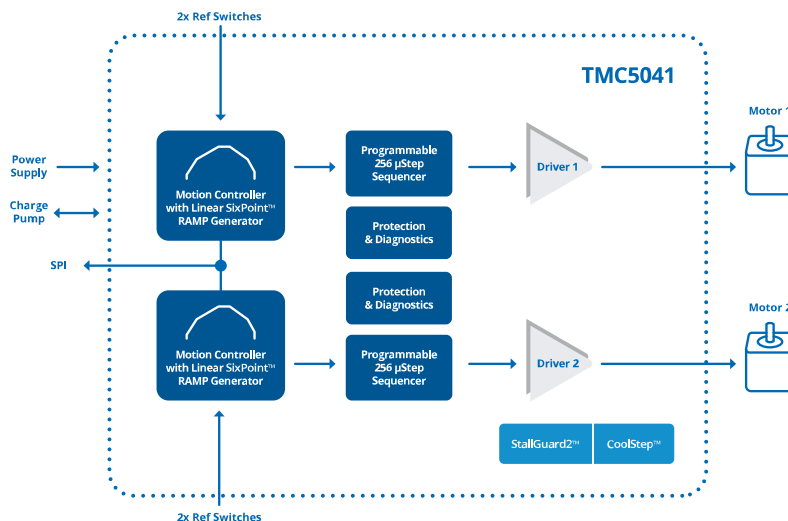 2x Ref Switches
TMC5041
Motor 1
Power
Supply
Charge
Pump
SPI
Motion Controller
with Linear SixPoint™
RAMP Generator
Programmable
256 µStep
Sequencer
Driver 1
Protection
& Diagnostics
Protection
& Diagnostics
Motor 2
Motion Controller
with Linear SixPoint™
RAMP Generator
Programmable
256 µStep
Sequencer
Driver 2
StallGuard2™
CoolStep™
2x Ref Switches